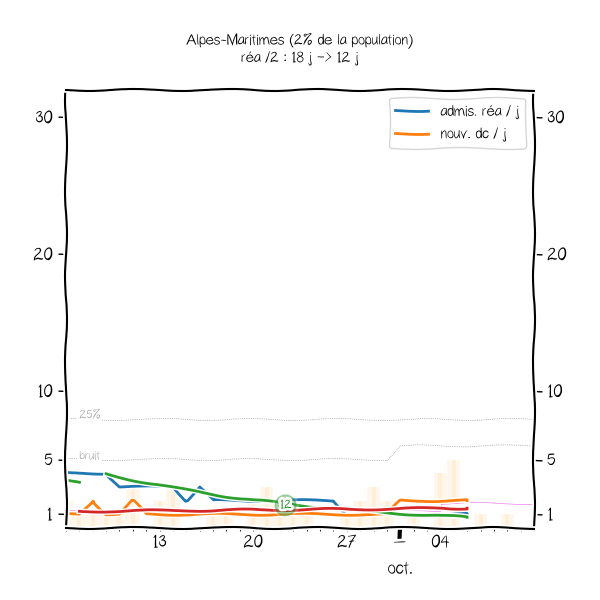 Alpes-Maritimes (2% de la population)
réa /2 : 18 j -> 12 j
admis. réa / j
nouv. dc / j
30
30
20
20
10
10
25%
bruit
5
5
12
1
1
13
20
27
1
04
oct.